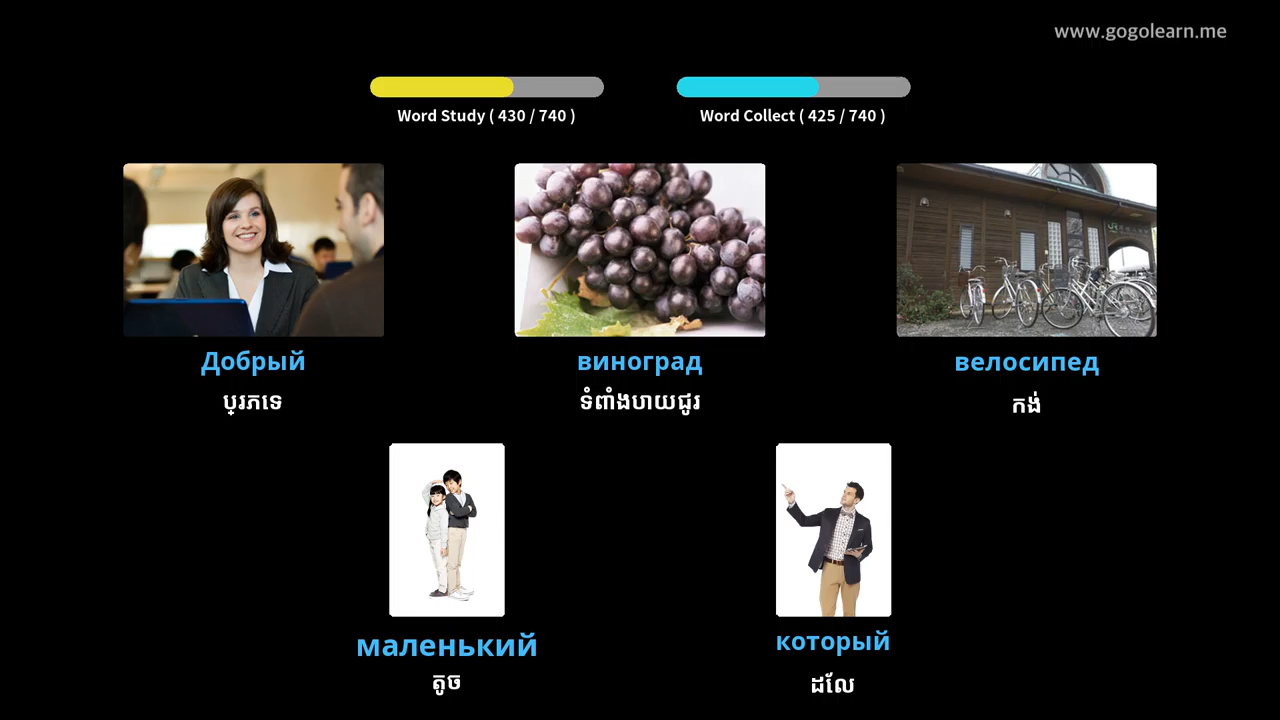 www.gogolearn.me
Word Study ( 430 / 740 )
Word Collect ( 425 / 740 )
Добрый
виноград
велосипед
ប្រភទេ
ទំពាំងបាយជូរ
កង់
маленький
который
តូច
ដលែ